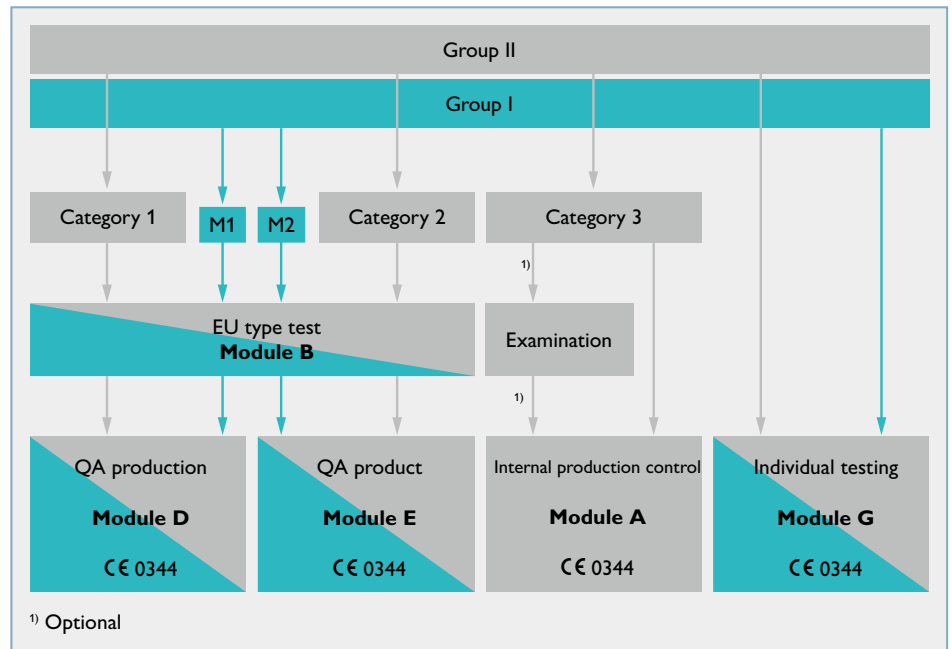 Group II
Group I
Category 1
M1
M2
Category 2
Category 3
1)
EU type test
Module B
Examination
1)
QA production
Module D
CE 0344
QA product
Module E
CE 0344
Internal production control
Module A
CE 0344
Individual testing
Module G
CE 0344
1) Optional